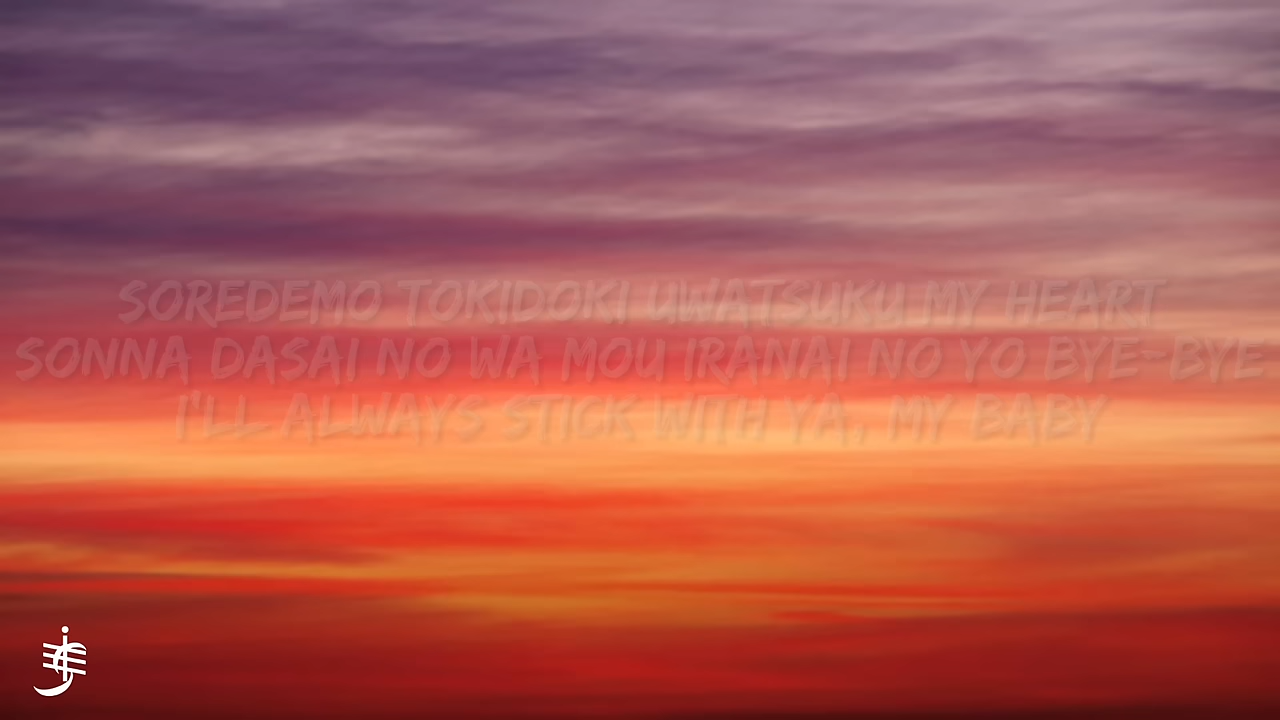 SOREDEMO TOKIDOKI UWATSUKU MY HEART
SONNA DASAI NO WA MOU IRANAI NO YO BYE-BYE
I'LL ALWAYS STICK WITH YA, MY BABY